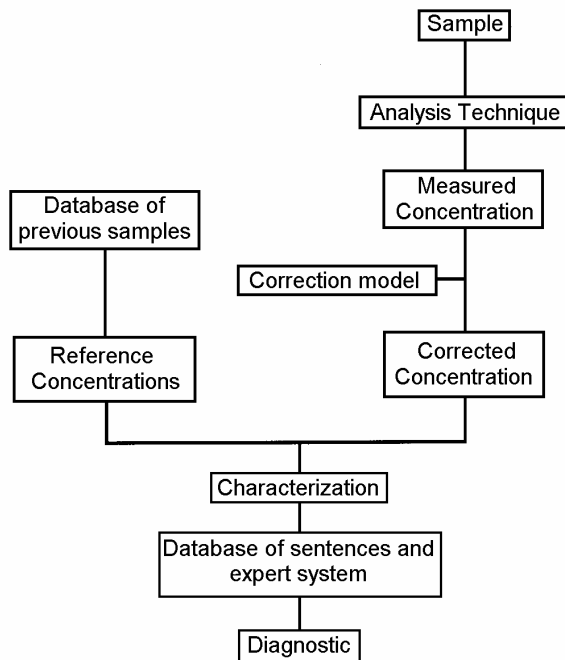 Sample
Analysis Technique
Measured
Concentration
Database of
previous samples
Correction model
Reference
Concentrations
Corrected
Concentration
Characterization
Database of sentences and
expert system
Diagnostic